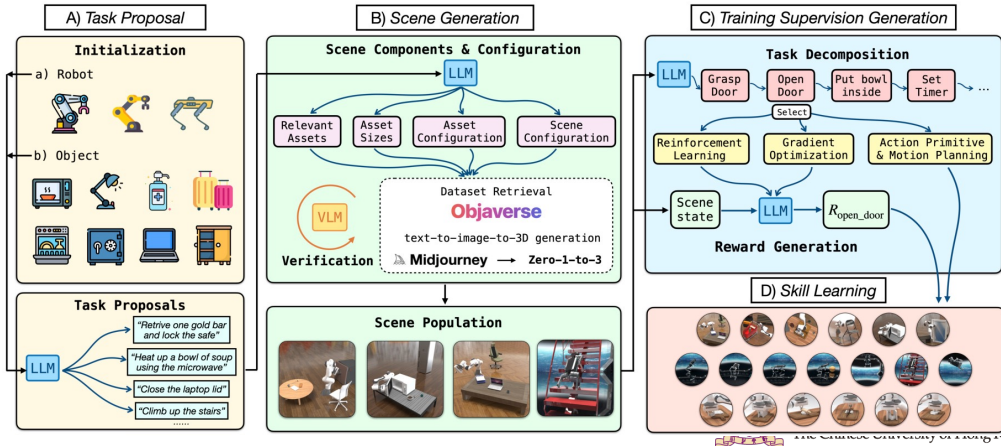 A) Task Proposal
Initialization
a) Robot
b) Object
Task Proposals
LLM
“Retrive one gold bar
and lock the safe”
“Heat up a bowl of soup
using the microwave”
“Close the laptop lid”
“Climb up the stairs”
......
B) Scene Generation
Scene Components & Configuration
LLM
Relevant
Assets
Asset
Sizes
Asset
Configuration
Scene
Configuration
VLM
Verification
Dataset Retrieval
Objaverse
text-to-image-to-3D generation
Midjourney
Zero-1-to-3
Scene Population
C) Training Supervision Generation
Task Decomposition
LLM
Grasp
Door
Open
Door
Put bowl
inside
Set
Timer
...
Select
Reinforcement
Learning
Gradient
Optimization
Action Primitive
& Motion Planning
Scene
state
LLM
R_open_door
Reward Generation
D) Skill Learning